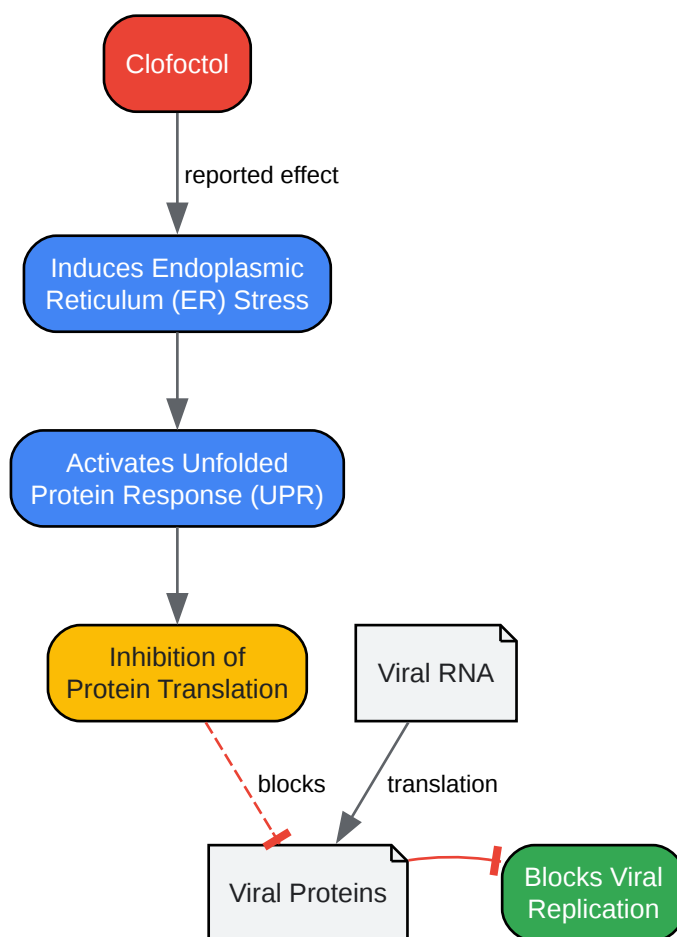 Clofoctol
reported effect
Induces Endoplasmic
Reticulum (ER) Stress
Activates Unfolded
Protein Response (UPR)
Inhibition of
Protein Translation
Viral RNA
blocks
translation
Viral Proteins
Blocks Viral
Replication